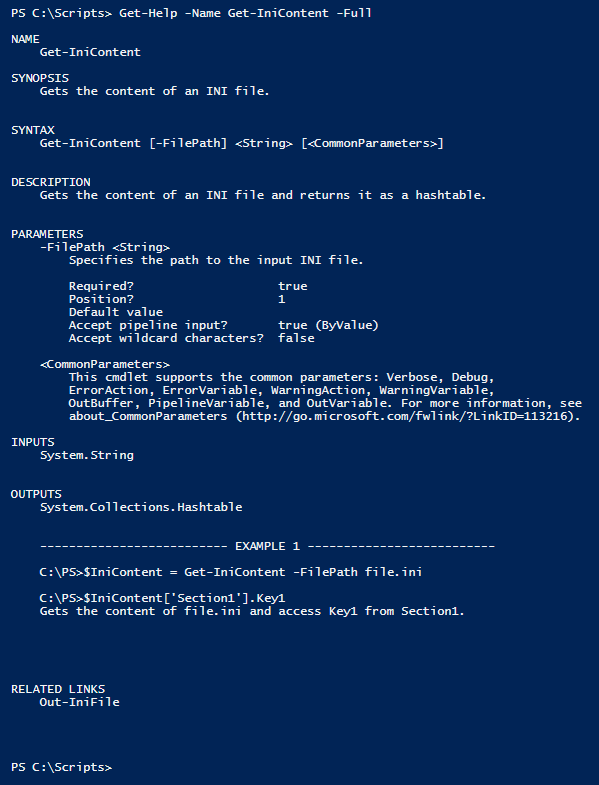 PS C:\Scripts> Get-Help -Name Get-IniContent -Full
NAME
Get-IniContent
SYNOPSIS
Gets the content of an INI file.
SYNTAX
Get-IniContent [-FilePath] <String> [<CommonParameters>]
DESCRIPTION
Gets the content of an INI file and returns it as a hashtable.
PARAMETERS
-FilePath <String>
Specifies the path to the input INI file.
Required? true
Position? 1
Default value
Accept pipeline input? true (ByValue)
Accept wildcard characters? false
<CommonParameters>
This cmdlet supports the common parameters: Verbose, Debug,
ErrorAction, ErrorVariable, WarningAction, WarningVariable,
OutBuffer, PipelineVariable, and OutVariable. For more information, see
about_CommonParameters (http://go.microsoft.com/fwlink/?LinkID=113216).
INPUTS
System.String
OUTPUTS
System.Collections.Hashtable
-------------------------- EXAMPLE 1 --------------------------
C:\PS>$IniContent = Get-IniContent -FilePath file.ini
C:\PS>$IniContent['Section1'].Key1
Gets the content of file.ini and access Key1 from Section1.
RELATED LINKS
Out-IniFile
PS C:\Scripts>